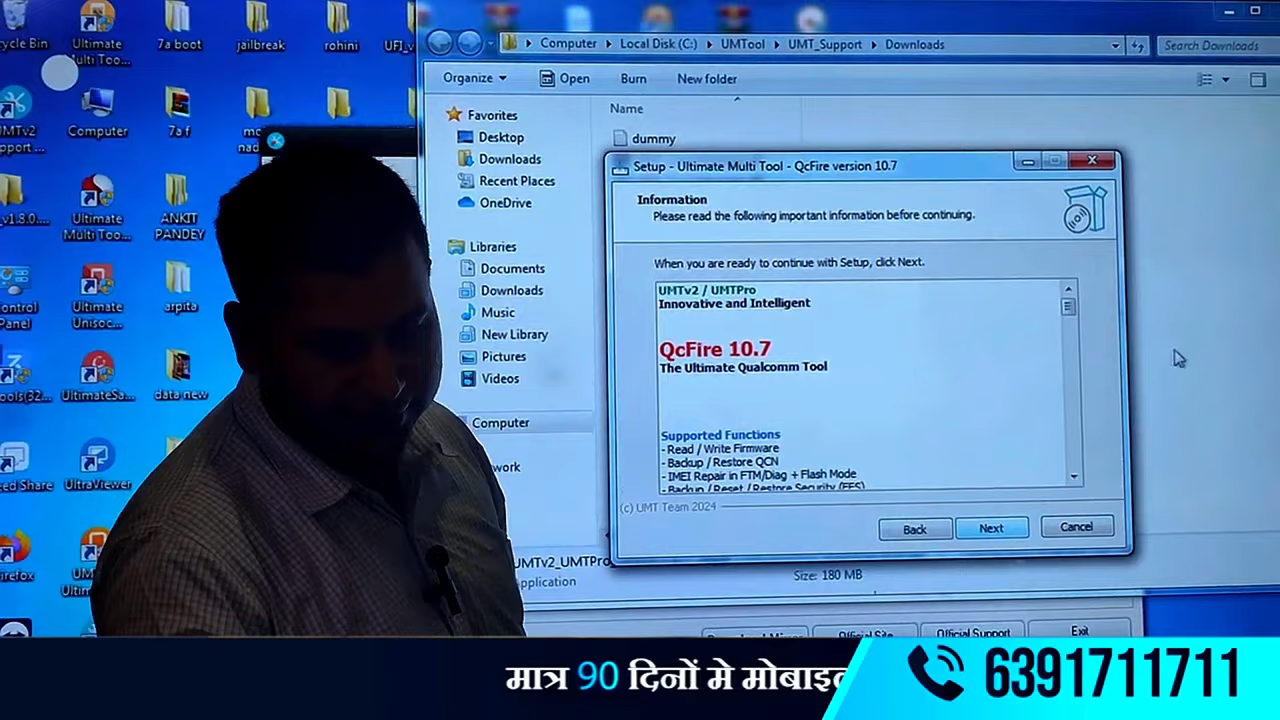 Computer
Local Disk (C:)
UMTool
UMT_Support
Downloads
Search Downloads
Organize
Open
Burn
New folder
Favorites
Desktop
Downloads
Recent Places
OneDrive
Libraries
Documents
Downloads
Music
New Library
Pictures
Videos
Computer
Name
dummy
Setup - Ultimate Multi Tool - QcFire version 10.7
Information
Please read the following important information before continuing.
When you are ready to continue with Setup, click Next.
UMTv2 / UMTPro
Innovative and Intelligent
QcFire 10.7
The Ultimate Qualcomm Tool
Supported Functions
- Read / Write Firmware
- Backup / Restore QCN
- IMEI Repair in FTM/Diag + Flash Mode
- Backup / Reset / Restore Security (EFS)
(c) UMT Team 2024
Back
Next
Cancel
UMTv2_UMTPro
Size: 180 MB
Official Site
Official Support
Exit
Ultimate
Multi Too...
7a boot
jailbreak
rohini
Computer
7a f
Ultimate
Multi Too...
ANKIT
PANDEY
Ultimate
Unisoc...
arpita
UltimateSa...
data new
UltraViewer
मात्र 90 दिनों मे मोबाइल
6391711711